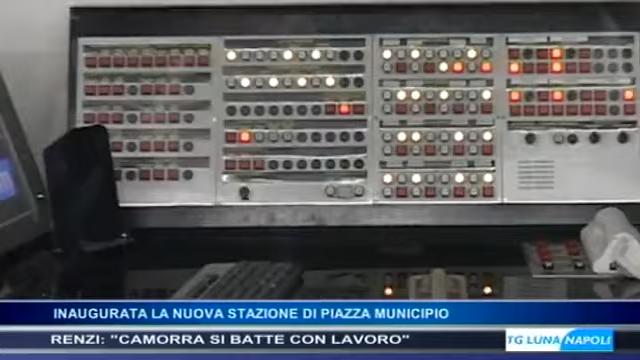 INAUGURATA LA NUOVA STAZIONE DI PIAZZA MUNICIPIO
RENZI: "CAMORRA SI BATTE CON LAVORO"
TG LUNA NAPOLI